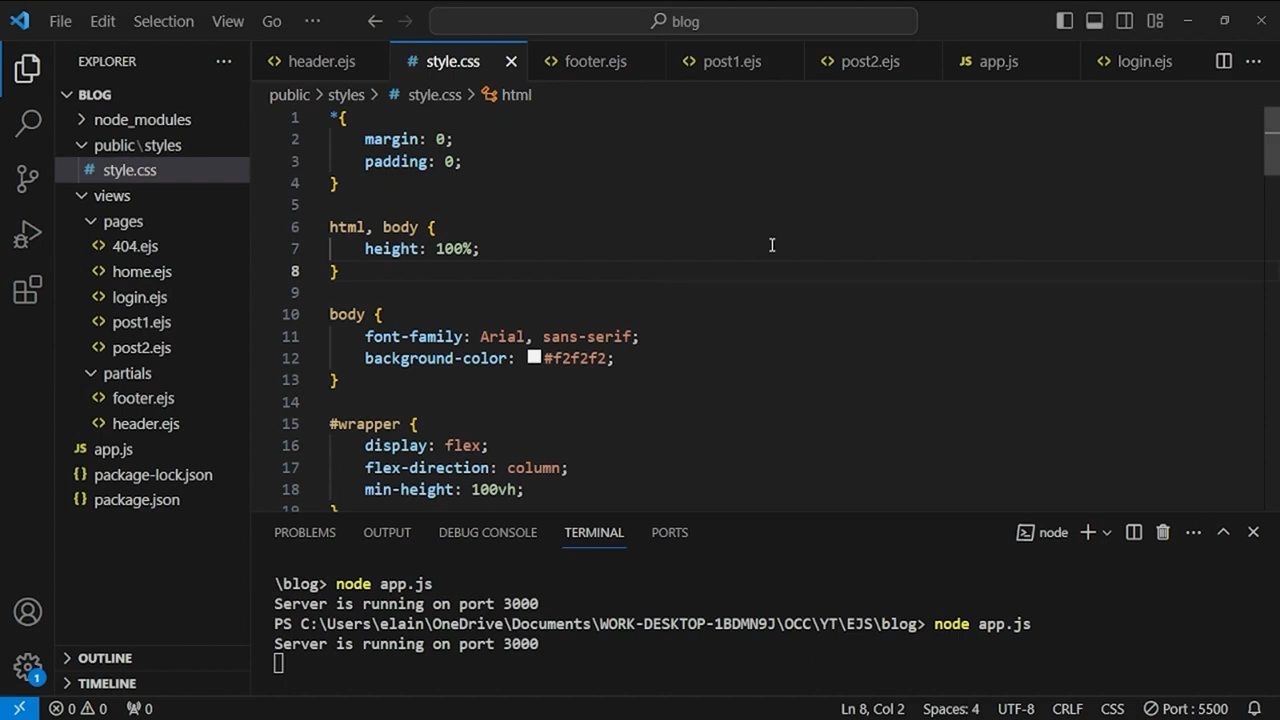 File Edit Selection View Go ··· blog
EXPLORER ···
header.ejs style.css footer.ejs post1.ejs post2.ejs JS app.js login.ejs ···
BLOG
node_modules
public\styles
# style.css
views
pages
404.ejs
home.ejs
login.ejs
post1.ejs
post2.ejs
partials
footer.ejs
header.ejs
JS app.js
{} package-lock.json
{} package.json
OUTLINE
TIMELINE
1
public > styles > # style.css > html
1 *{
2 margin: 0;
3 padding: 0;
4 }
5
6 html, body {
7 height: 100%;
8 }
9
10 body {
11 font-family: Arial, sans-serif;
12 background-color: #f2f2f2;
13 }
14
15 #wrapper {
16 display: flex;
17 flex-direction: column;
18 min-height: 100vh;
19 }
PROBLEMS OUTPUT DEBUG CONSOLE TERMINAL PORTS node
\blog> node app.js
Server is running on port 3000
PS C:\Users\elain\OneDrive\Documents\WORK-DESKTOP-1BDMN9J\OCC\YT\EJS\blog> node app.js
Server is running on port 3000
0 0 0 Ln 8, Col 2 Spaces: 4 UTF-8 CRLF CSS Port : 5500